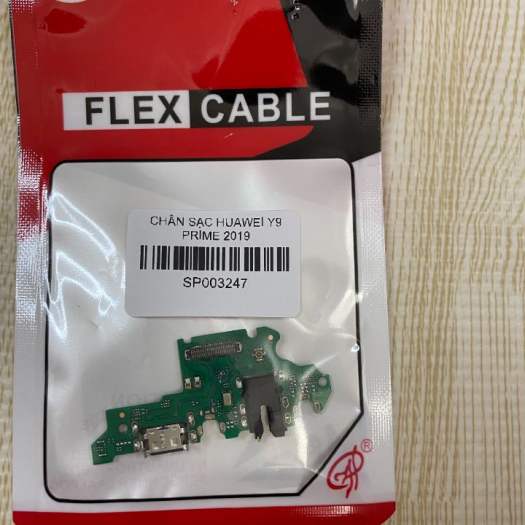 FLEX CABLE
CHÂN SẠC HUAWEI Y9
PRIME 2019
SP003247
®